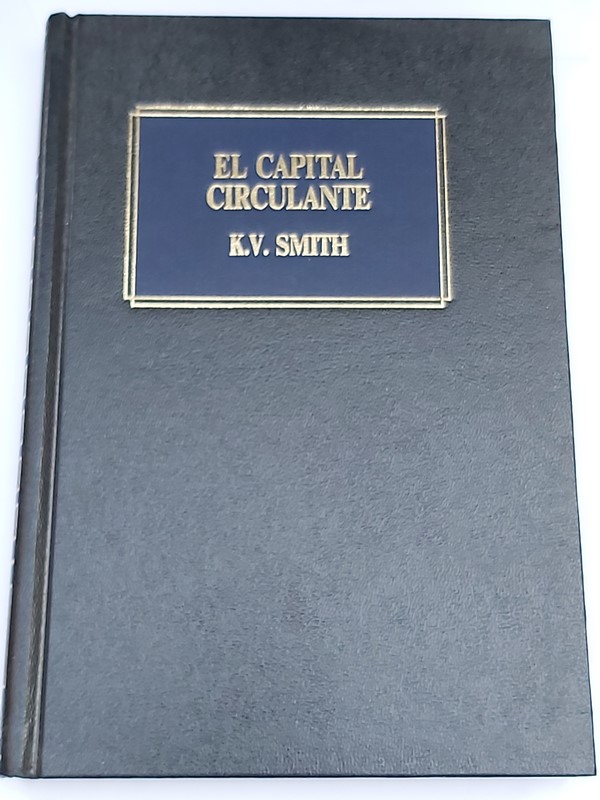 EL CAPITAL
CIRCULANTE
K.V. SMITH